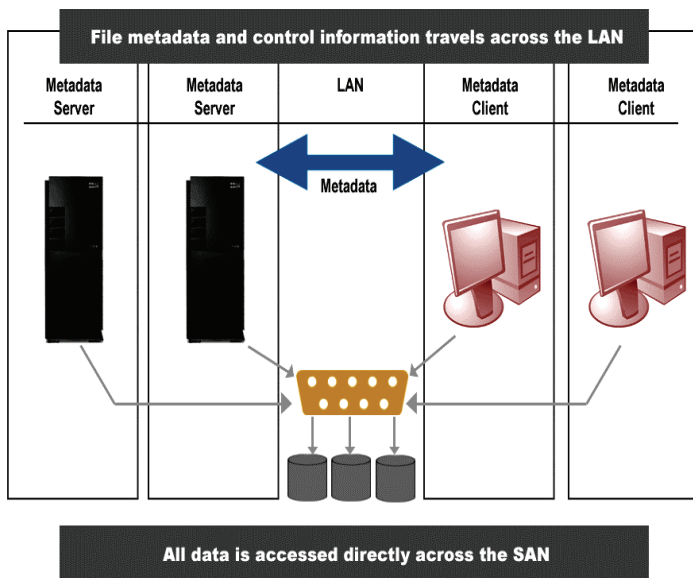 File metadata and control information travels across the LAN
Metadata
Server
Metadata
Server
LAN
Metadata
Client
Metadata
Client
Metadata
All data is accessed directly across the SAN